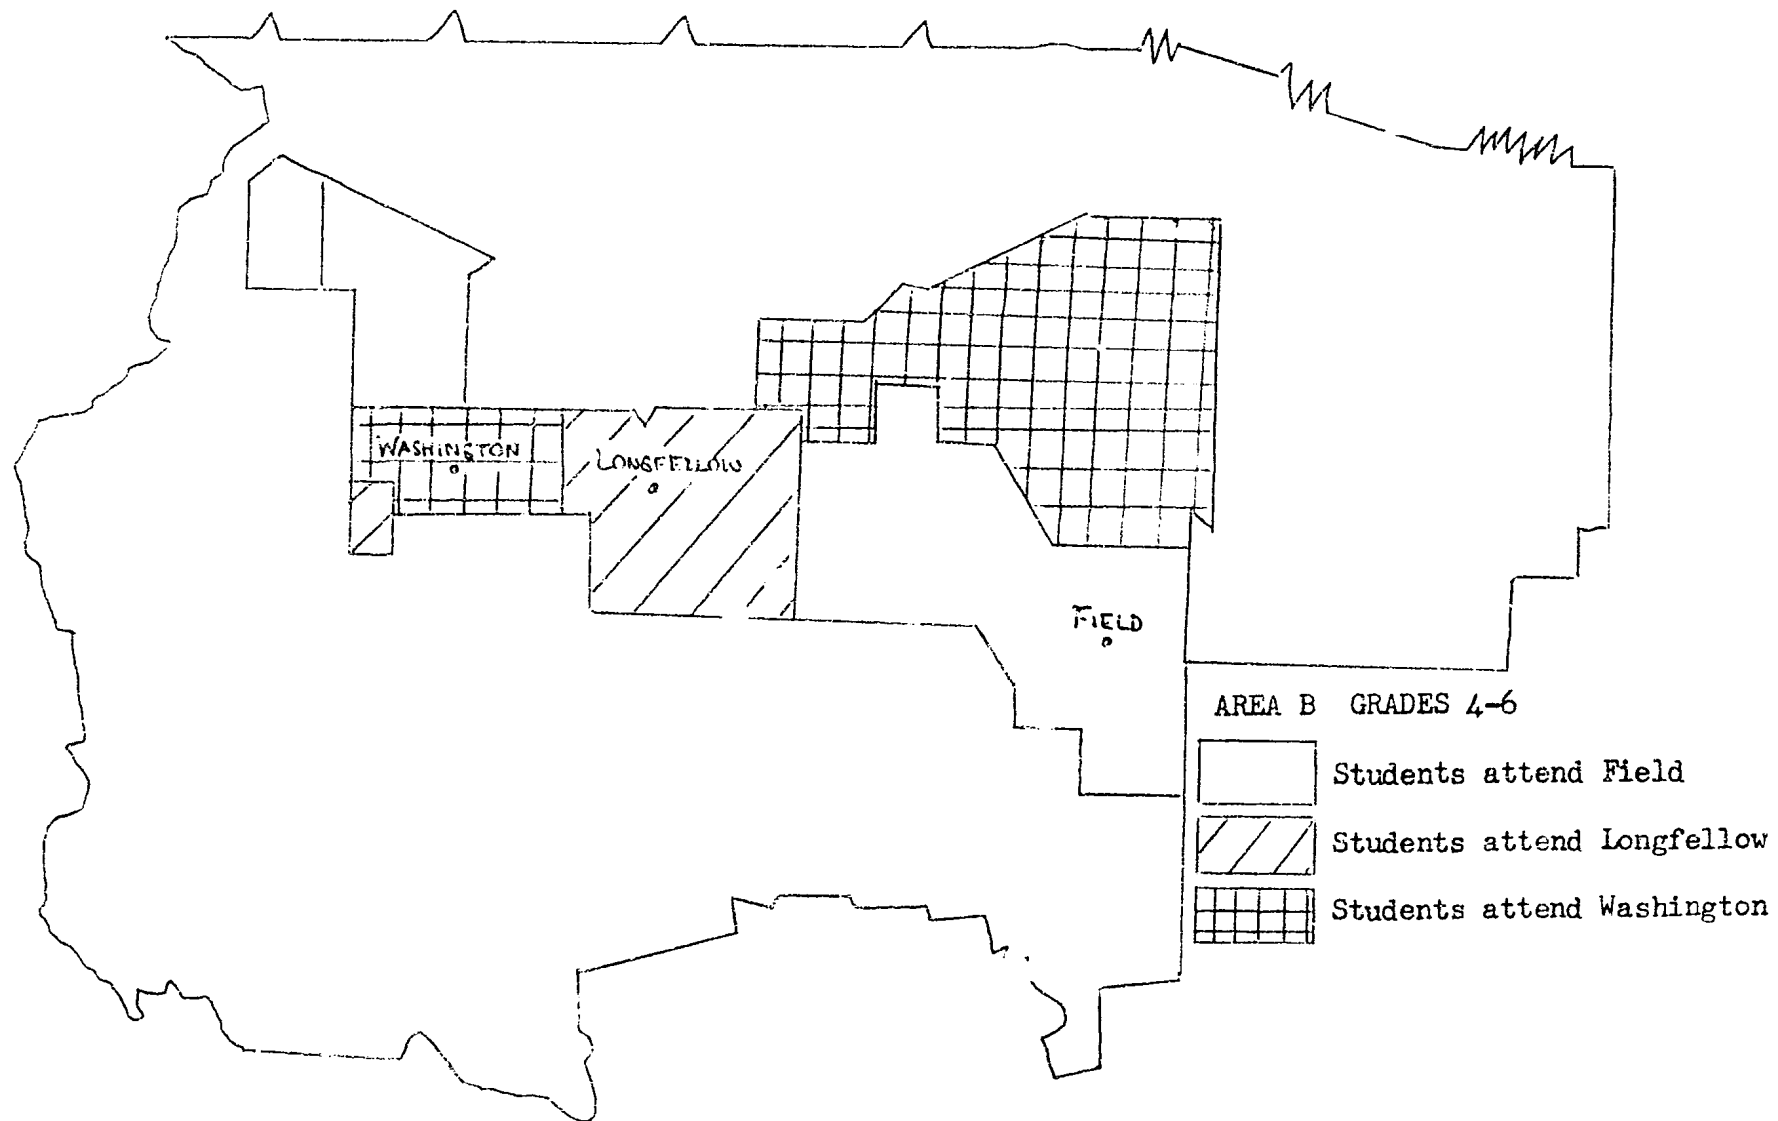 WASHINGTON
LONGFELLOW
FIELD
AREA B GRADES 4-6
Students attend Field
Students attend Longfellow
Students attend Washington